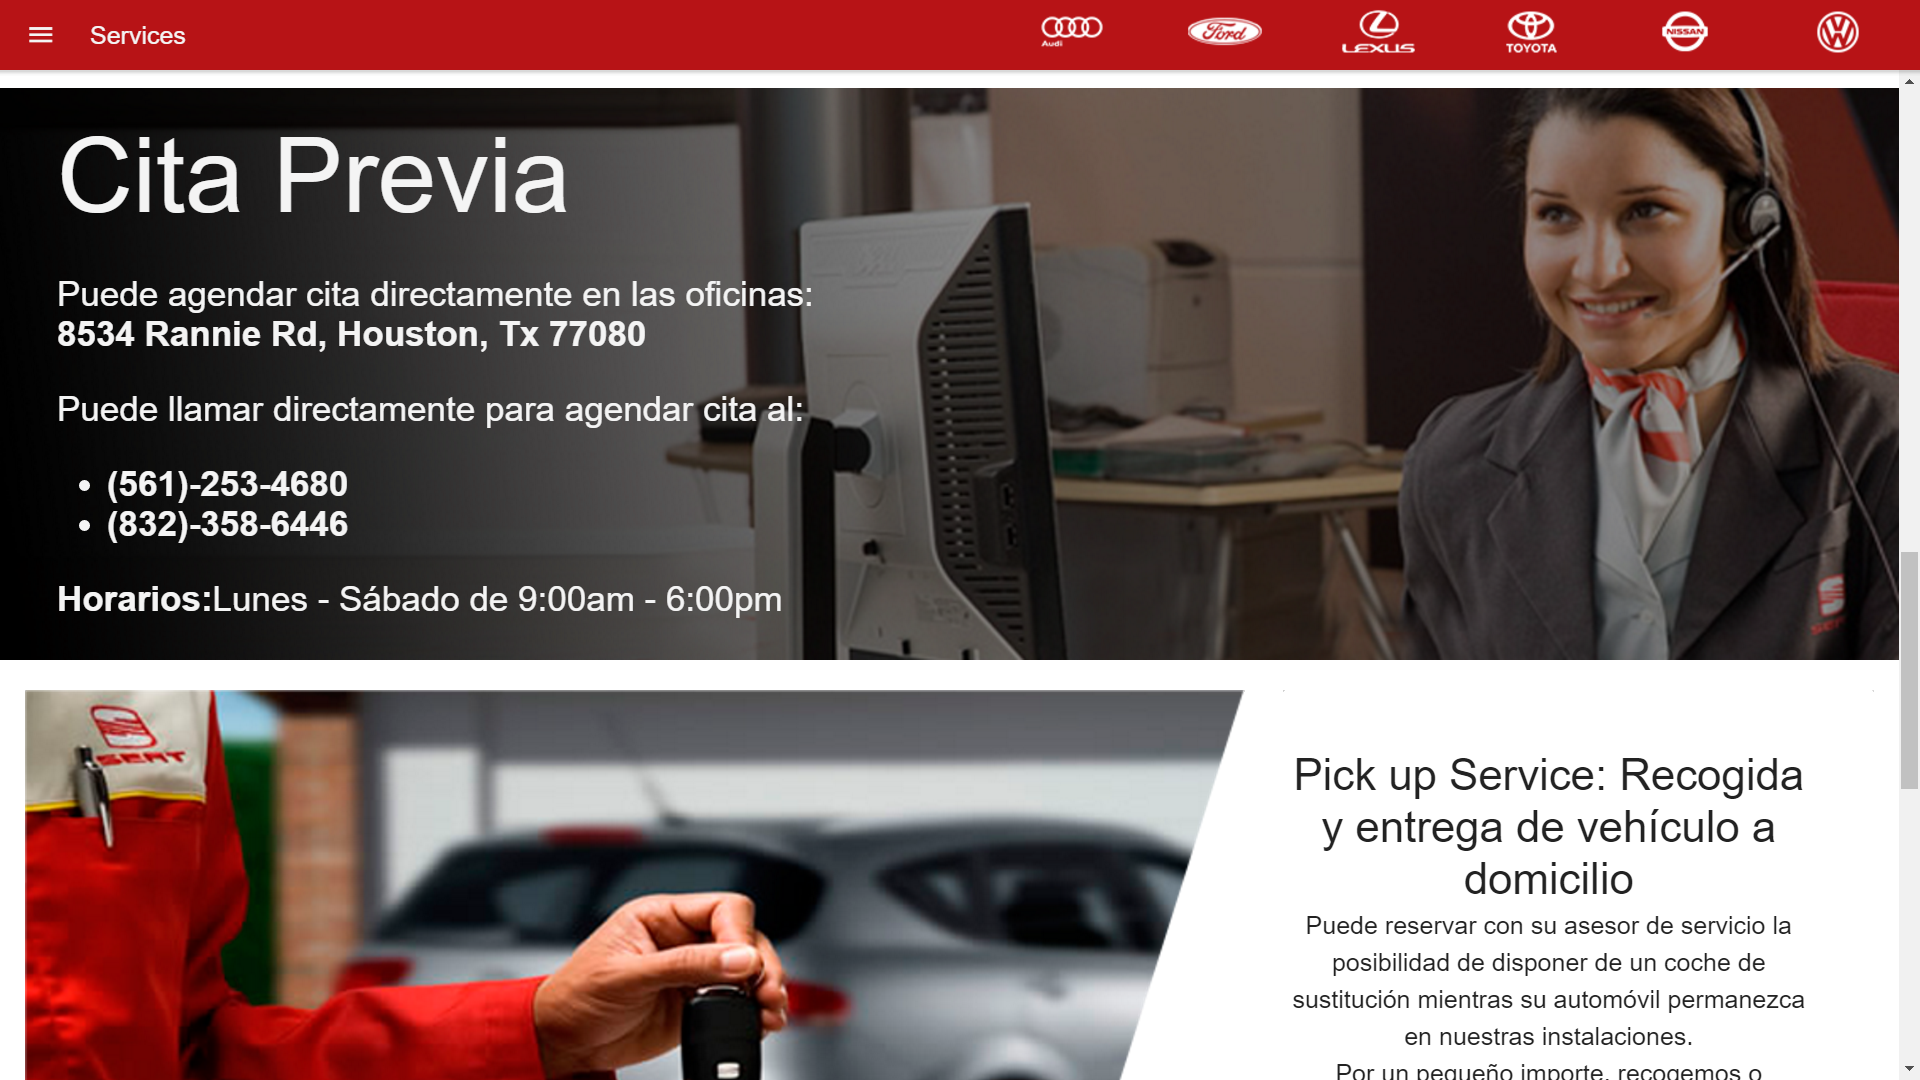 Services
Audi
Ford
LEXUS
TOYOTA
NISSAN
Cita Previa
Puede agendar cita directamente en las oficinas:
8534 Rannie Rd, Houston, Tx 77080
Puede llamar directamente para agendar cita al:
• (561)-253-4680
• (832)-358-6446
Horarios:Lunes - Sábado de 9:00am - 6:00pm
SEAT
SEAT
Pick up Service: Recogida
y entrega de vehículo a
domicilio
Puede reservar con su asesor de servicio la
posibilidad de disponer de un coche de
sustitución mientras su automóvil permanezca
en nuestras instalaciones.
Por un pequeño importe, recogemos o